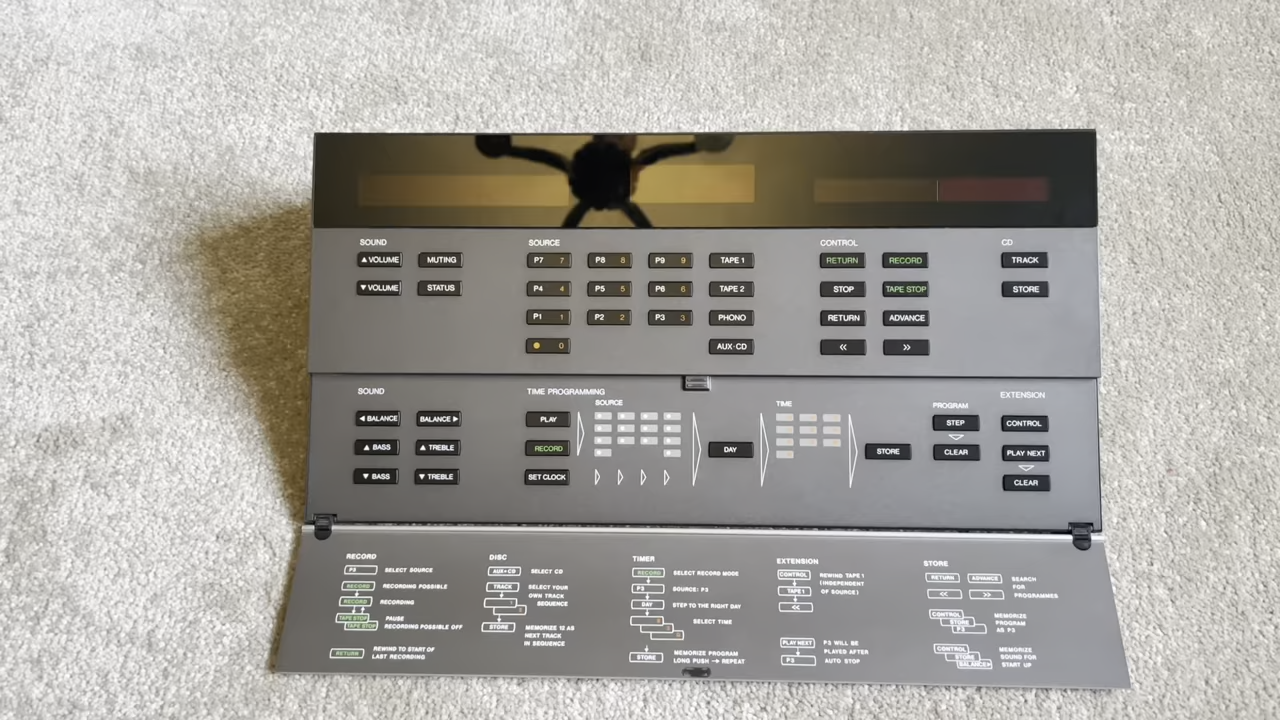 SOUND SOURCE CONTROL CD
▲ VOLUME MUTING P7 7 P8 8 P9 9 TAPE 1 RETURN RECORD TRACK
▼ VOLUME STATUS P4 4 P5 5 P6 6 TAPE 2 STOP TAPE STOP STORE
P1 1 P2 2 P3 3 PHONO RETURN ADVANCE
● 0 AUX·CD << >>
SOUND TIME PROGRAMMING EXTENSION
SOURCE TIME PROGRAM
◀ BALANCE BALANCE ▶ PLAY STEP CONTROL
▲ BASS ▲ TREBLE RECORD DAY STORE CLEAR PLAY NEXT
▼ BASS ▼ TREBLE SET CLOCK CLEAR
RECORD
P3 SELECT SOURCE
RECORD RECORDING POSSIBLE
RECORD RECORDING
TAPE STOP PAUSE
TAPE STOP RECORDING POSSIBLE OFF
RETURN REWIND TO START OF
LAST RECORDING
DISC
AUX·CD SELECT CD
TRACK SELECT YOUR
OWN TRACK
SEQUENCE
STORE MEMORIZE 12 AS
NEXT TRACK
IN SEQUENCE
TIMER
RECORD SELECT RECORD MODE
P3 SOURCE: P3
DAY STEP TO THE RIGHT DAY
SELECT TIME
STORE MEMORIZE PROGRAM
LONG PUSH → REPEAT
EXTENSION
CONTROL REWIND TAPE 1
TAPE 1 (INDEPENDENT
<< OF SOURCE)
PLAY NEXT P3 WILL BE
PLAYED AFTER
P3 AUTO STOP
STORE
RETURN ADVANCE SEARCH
FOR
<< >> PROGRAMMES
CONTROL MEMORIZE
STORE PROGRAM
P3 AS P3
CONTROL MEMORIZE
STORE SOUND FOR
BALANCE▶ START UP